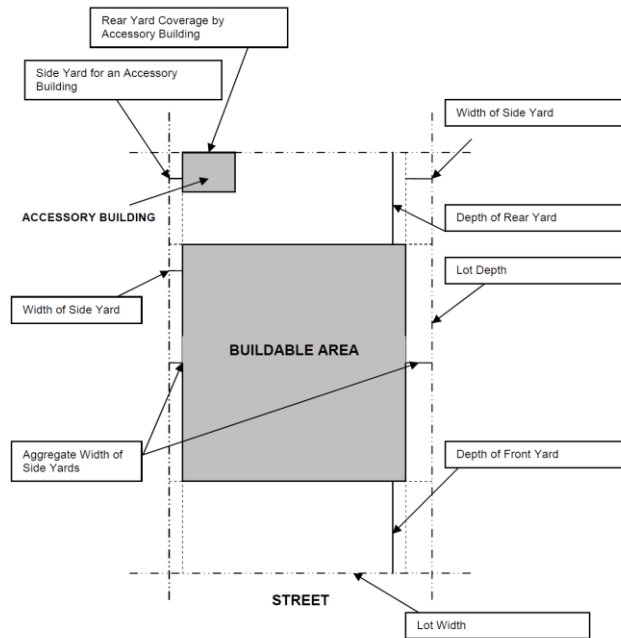 Rear Yard Coverage by
Accessory Building
Side Yard for an Accessory
Building
Width of Side Yard
ACCESSORY BUILDING
Depth of Rear Yard
Lot Depth
Width of Side Yard
BUILDABLE AREA
Aggregate Width of
Side Yards
Depth of Front Yard
STREET
Lot Width